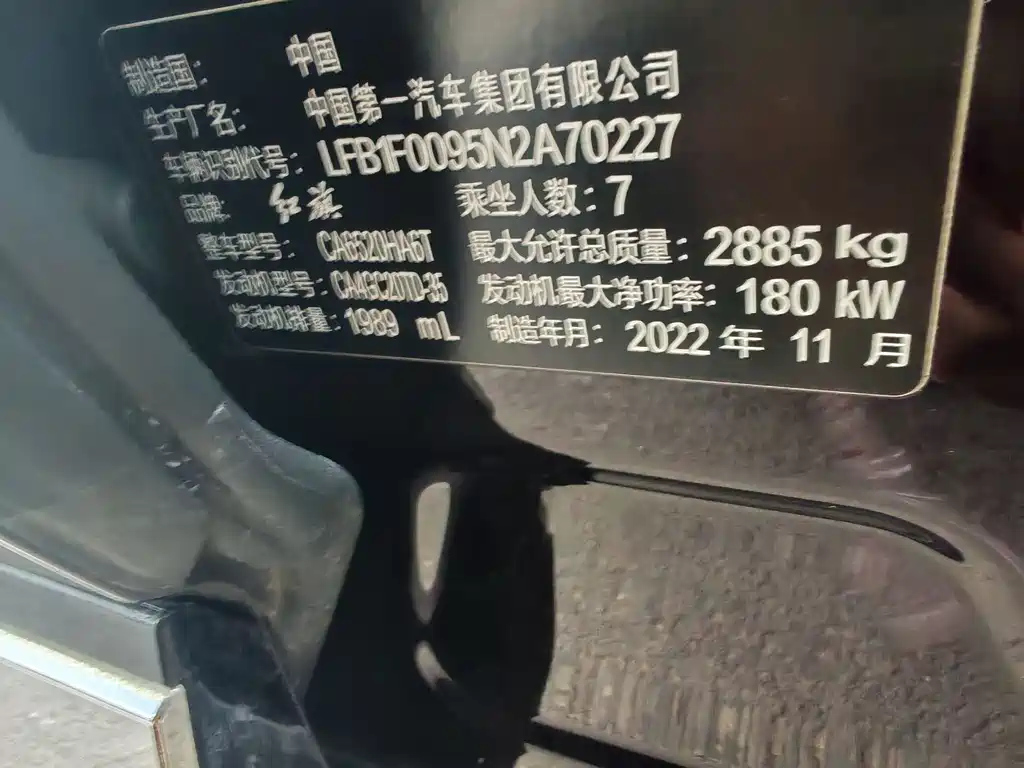 制造国: 中国
生产厂名: 中国第一汽车集团有限公司
车辆识别代号: LFB1F0095N2A70227
品牌: 红旗 乘坐人数: 7
整车型号: CA6520HA6T 最大允许总质量: 2885 kg
发动机型号: CA4GC20TD-35 发动机最大净功率: 180 kW
发动机排量: 1989 mL 制造年月: 2022 年 11 月